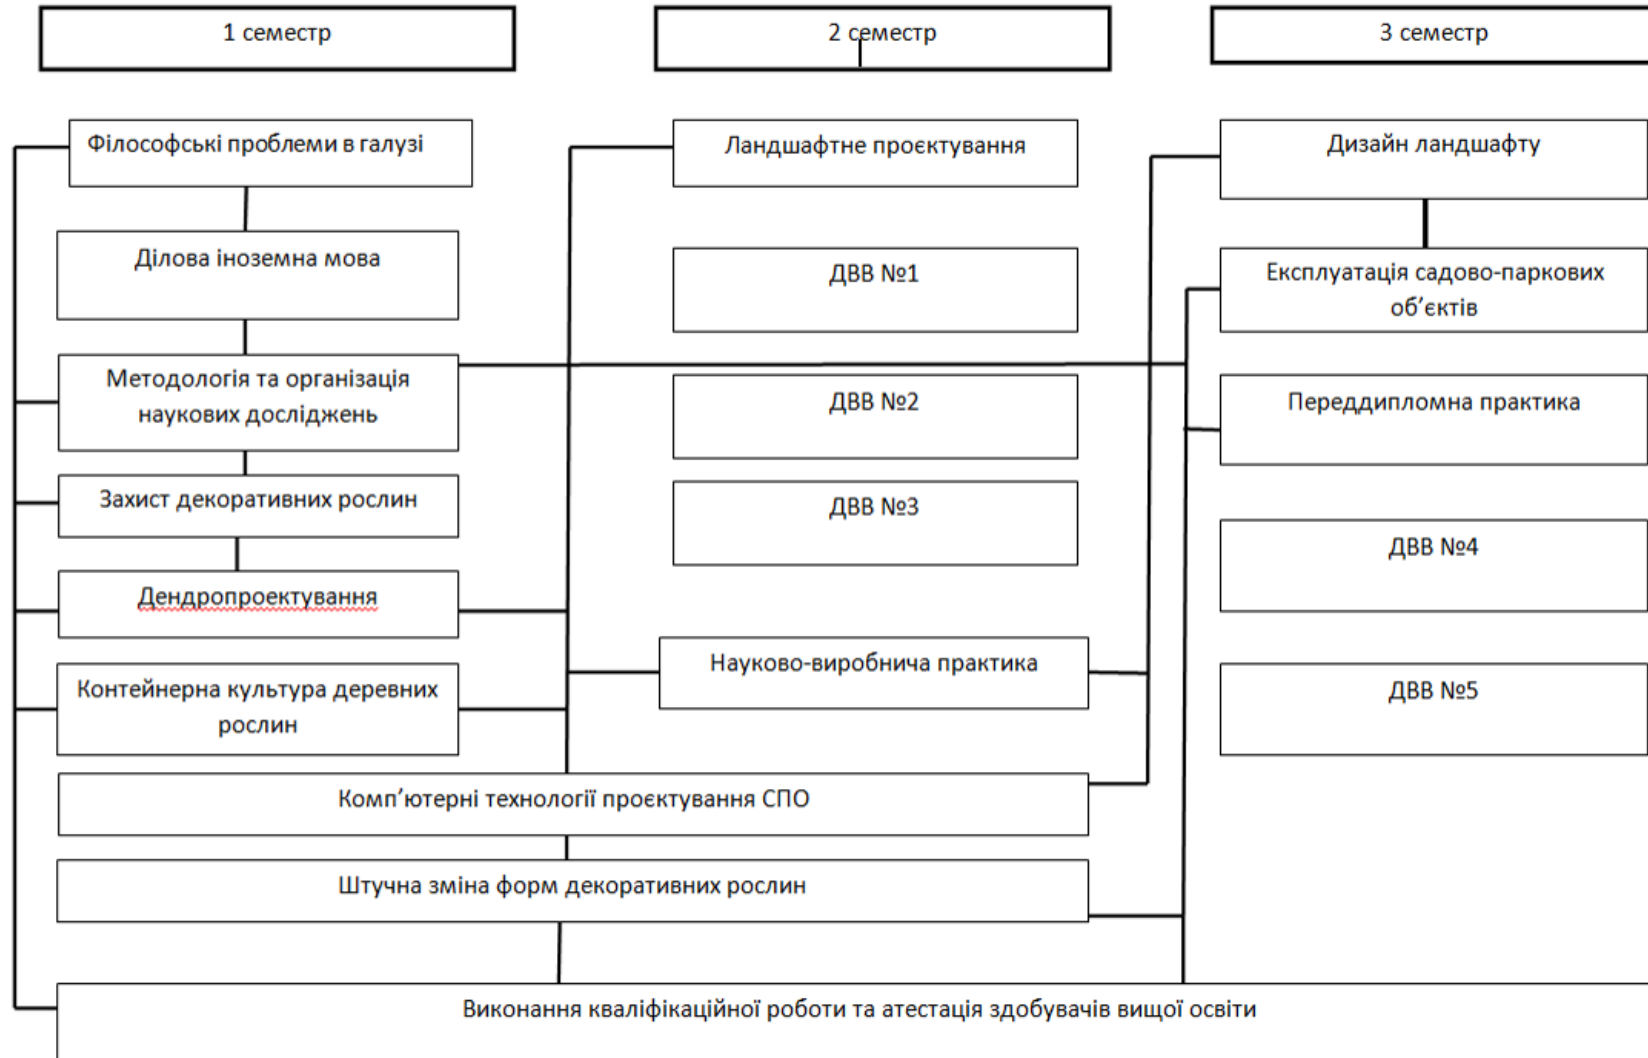 1 семестр
2 семестр
3 семестр
Філософські проблеми в галузі
Ділова іноземна мова
Методологія та організація
наукових досліджень
Захист декоративних рослин
Дендропроектування
Контейнерна культура деревних
рослин
Ландшафтне проєктування
ДВВ №1
ДВВ №2
ДВВ №3
Науково-виробнича практика
Дизайн ландшафту
Експлуатація садово-паркових
об’єктів
Переддипломна практика
ДВВ №4
ДВВ №5
Комп’ютерні технології проєктування СПО
Штучна зміна форм декоративних рослин
Виконання кваліфікаційної роботи та атестація здобувачів вищої освіти